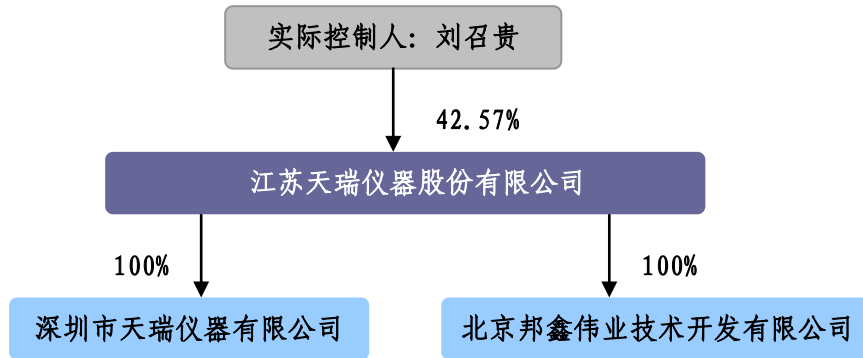 实际控制人：刘召贵
42.57%
江苏天瑞仪器股份有限公司
100%
100%
深圳市天瑞仪器有限公司
北京邦鑫伟业技术开发有限公司